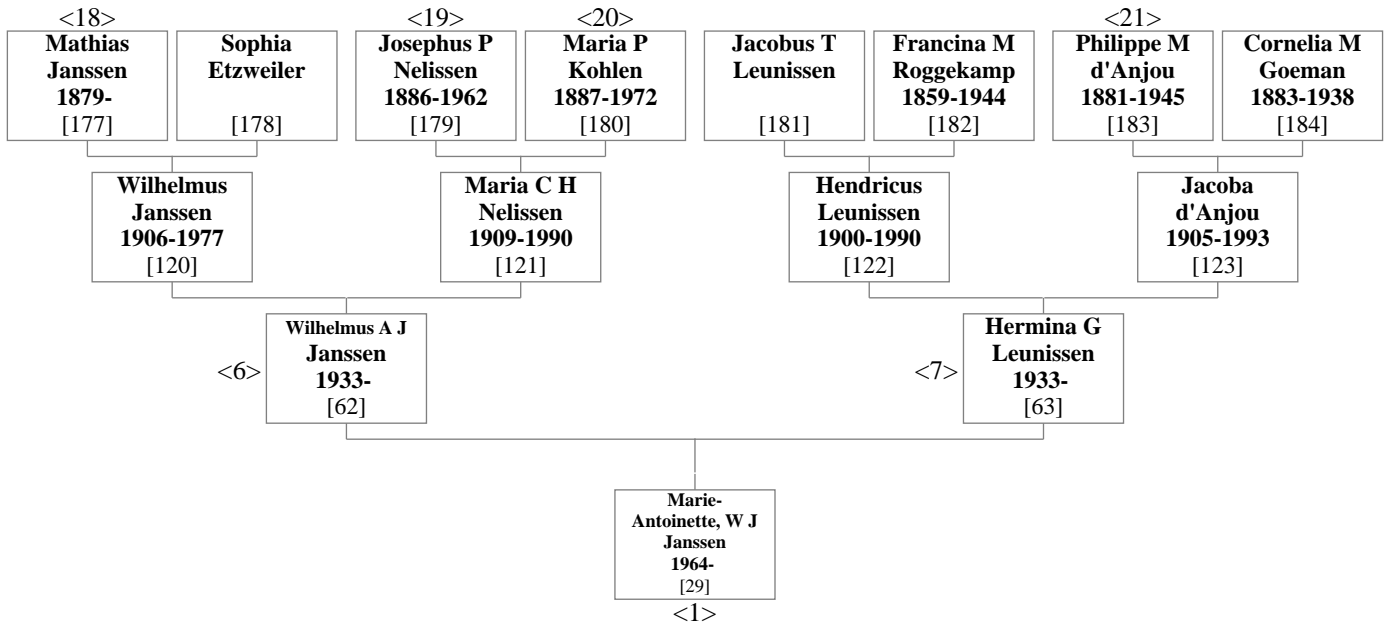 <18>
<19>
<20>
<21>
Mathias
Janssen
1879-
[177]
Sophia
Etzweiler
[178]
Josephus P
Nelissen
1886-1962
[179]
Maria P
Kohlen
1887-1972
[180]
Jacobus T
Leunissen
[181]
Francina M
Roggekamp
1859-1944
[182]
Philippe M
d'Anjou
1881-1945
[183]
Cornelia M
Goeman
1883-1938
[184]
Wilhelmus
Janssen
1906-1977
[120]
Maria C H
Nelissen
1909-1990
[121]
Hendricus
Leunissen
1900-1990
[122]
Jacoba
d'Anjou
1905-1993
[123]
<6>
Wilhelmus A J
Janssen
1933-
[62]
<7>
Hermina G
Leunissen
1933-
[63]
Marie-
Antoinette, W J
Janssen
1964-
[29]
<1>